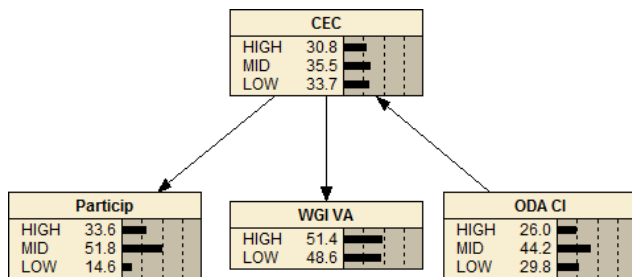 CEC
HIGH 30.8
MID 35.5
LOW 33.7
Particip
HIGH 33.6
MID 51.8
LOW 14.6
WGI VA
HIGH 51.4
LOW 48.6
ODA CI
HIGH 26.0
MID 44.2
LOW 29.8